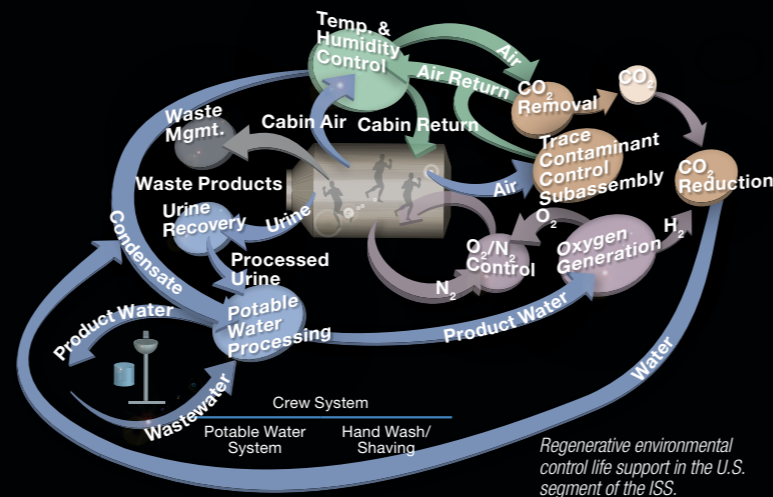 Temp. &
Humidity
Control
Air
Air Return
CO2
Removal
CO2
Waste
Mgmt.
Cabin Air
Cabin Return
Trace
Contaminant
Control
Subassembly
CO2
Reduction
Waste Products
Air
Urine
Recovery
Urine
O2
H2
Condensate
O2/N2
Control
Oxygen
Generation
Processed
Urine
N2
Product Water
Potable
Water
Processing
Product Water
Water
Wastewater
Crew System
Potable Water
System
Hand Wash/
Shaving
Regenerative environmental
control life support in the U.S.
segment of the ISS.